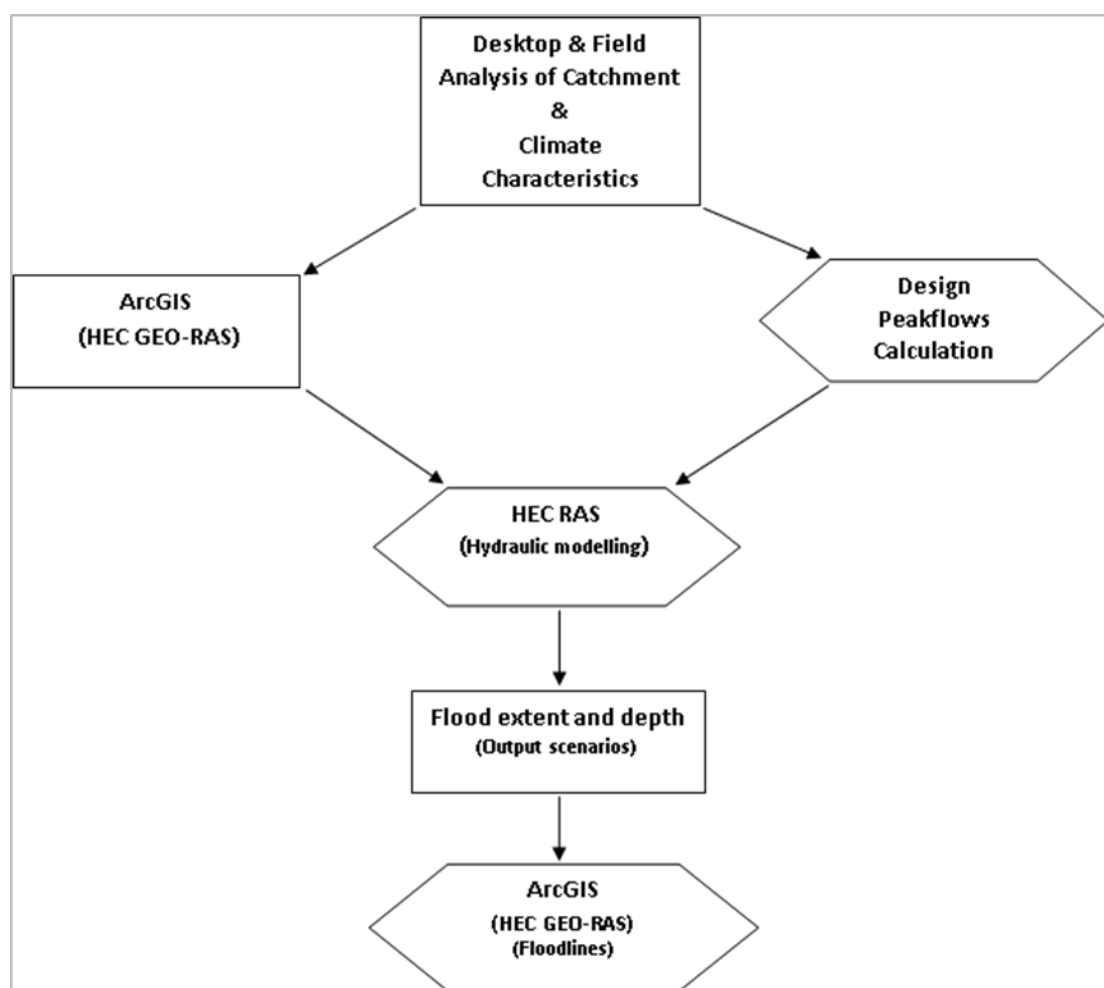 Desktop & Field
Analysis of Catchment
&
Climate
Characteristics
ArcGIS
(HEC GEO-RAS)
Design
Peakflows
Calculation
HEC RAS
(Hydraulic modelling)
Flood extent and depth
(Output scenarios)
ArcGIS
(HEC GEO-RAS)
(Floodlines)